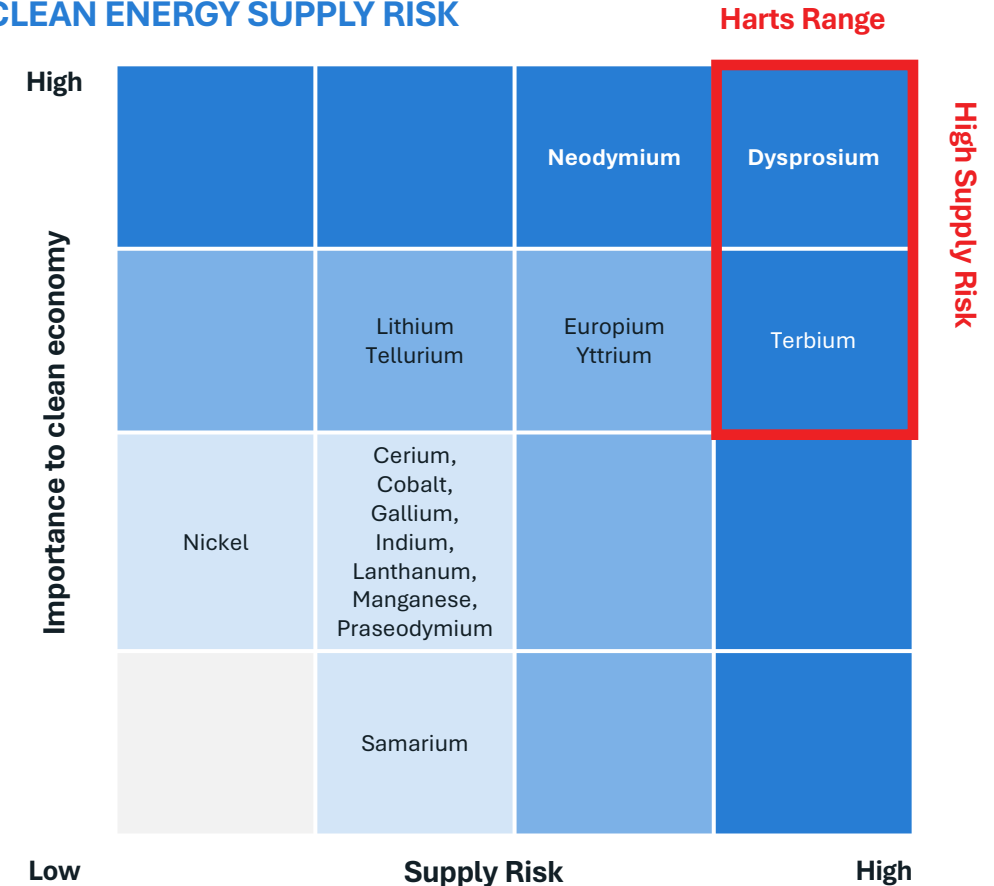 CLEAN ENERGY SUPPLY RISK
Harts Range
High
Neodymium
Dysprosium
High Supply Risk
Importance to clean economy
Lithium
Tellurium
Europium
Yttrium
Terbium
Nickel
Cerium,
Cobalt,
Gallium,
Indium,
Lanthanum,
Manganese,
Praseodymium
Samarium
Low
Supply Risk
High